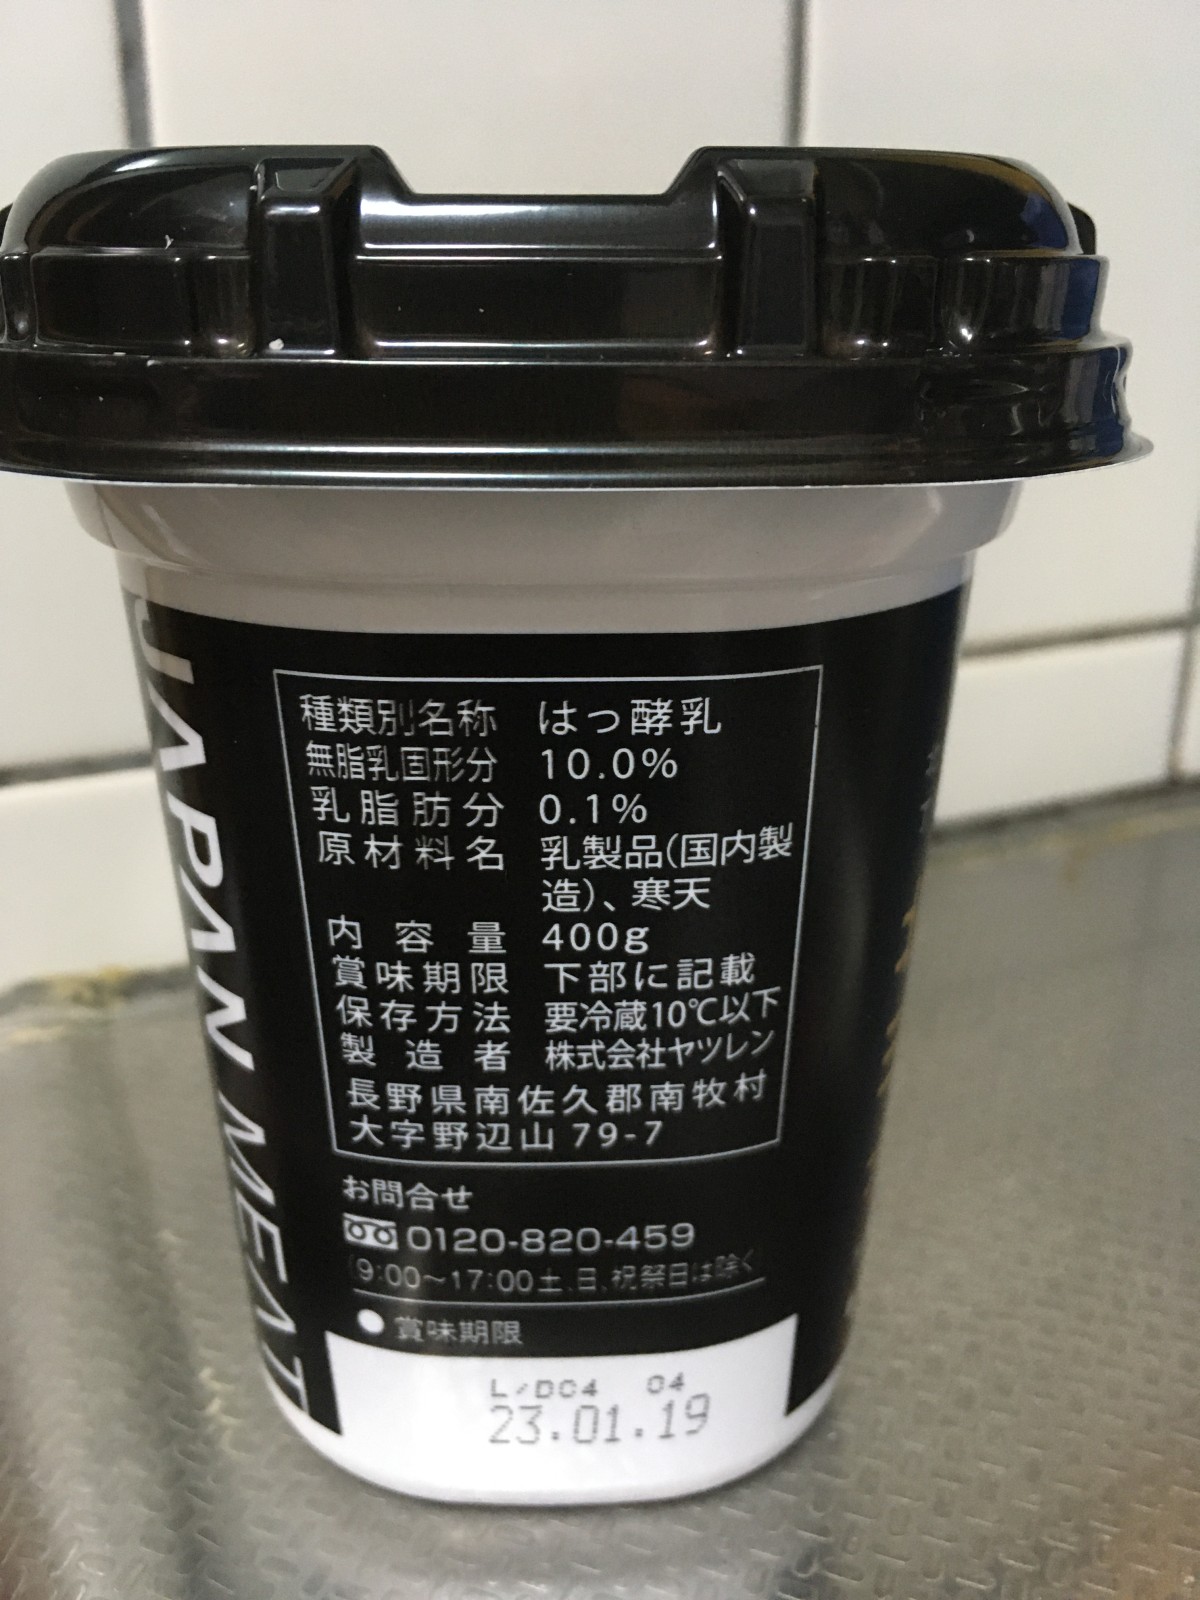 JAPAN MEAT
種類別名称 はっ酵乳
無脂乳固形分 10.0%
乳脂肪分 0.1%
原材料名 乳製品(国内製
造)、寒天
内容量 400g
賞味期限 下部に記載
保存方法 要冷蔵10℃以下
製造者 株式会社ヤツレン
長野県南佐久郡南牧村
大字野辺山 79-7
お問合せ
0120-820-459
(9:00～17:00土、日、祝祭日は除く
●賞味期限
L/DC4 04
23.01.19